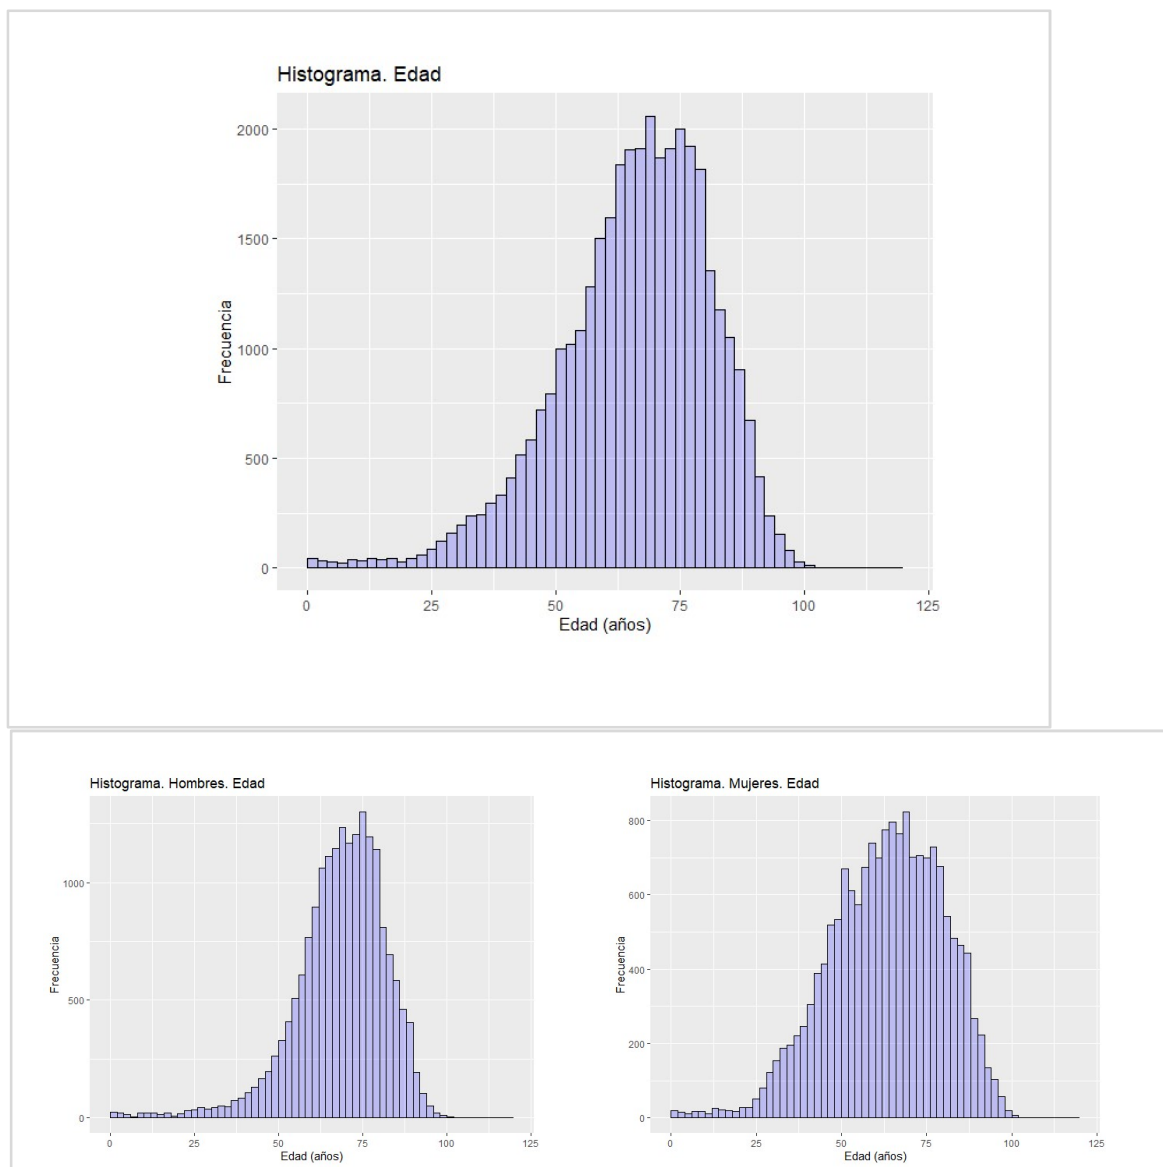 Histograma. Edad
2000
1500
1000
500
0
Frecuencia
0 25 50 75 100 125
Edad (años)
Histograma. Hombres. Edad
1000
500
0
Frecuencia
0 25 50 75 100 125
Edad (años)
Histograma. Mujeres. Edad
800
600
400
200
0
Frecuencia
0 25 50 75 100 125
Edad (años)